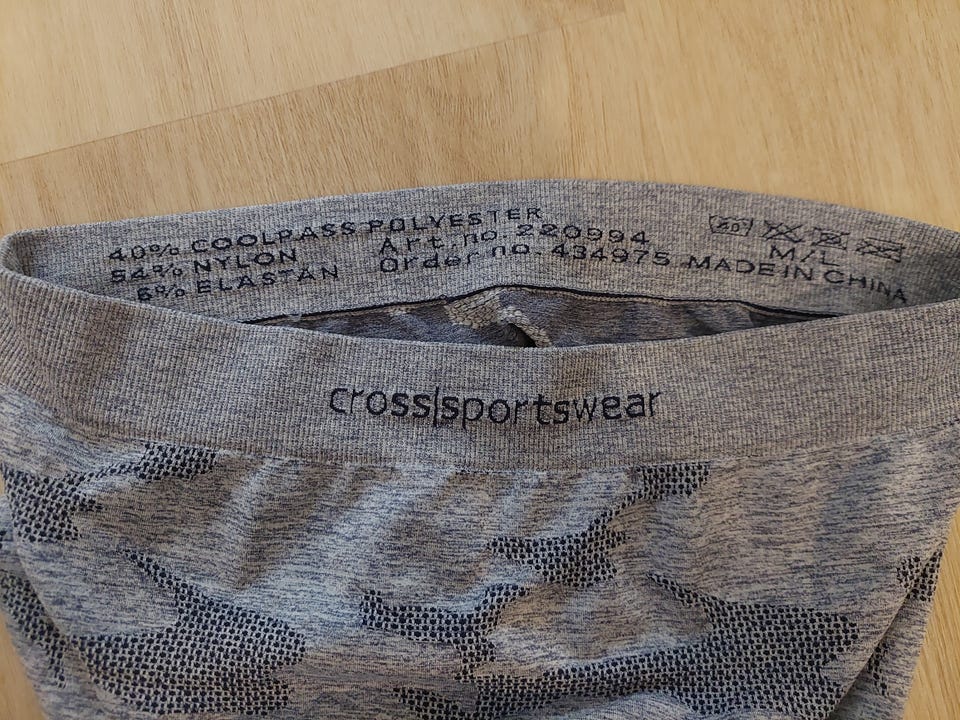 40% COOLPASS POLYESTER
54% NYLON
6% ELASTAN
Art.no. 220994
Order no. 434975
40°
M/L
MADE IN CHINA
cross|sportswear